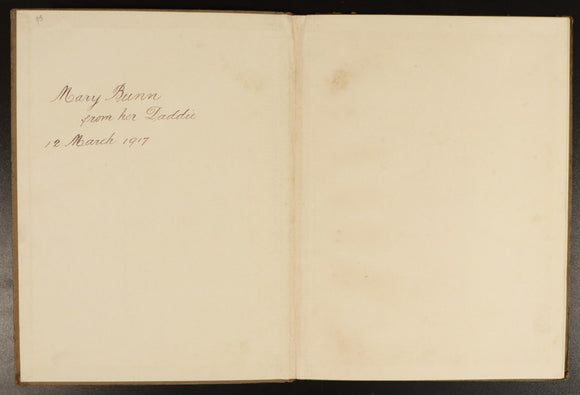 Mary Bunn
from her Daddie
12 March 1917